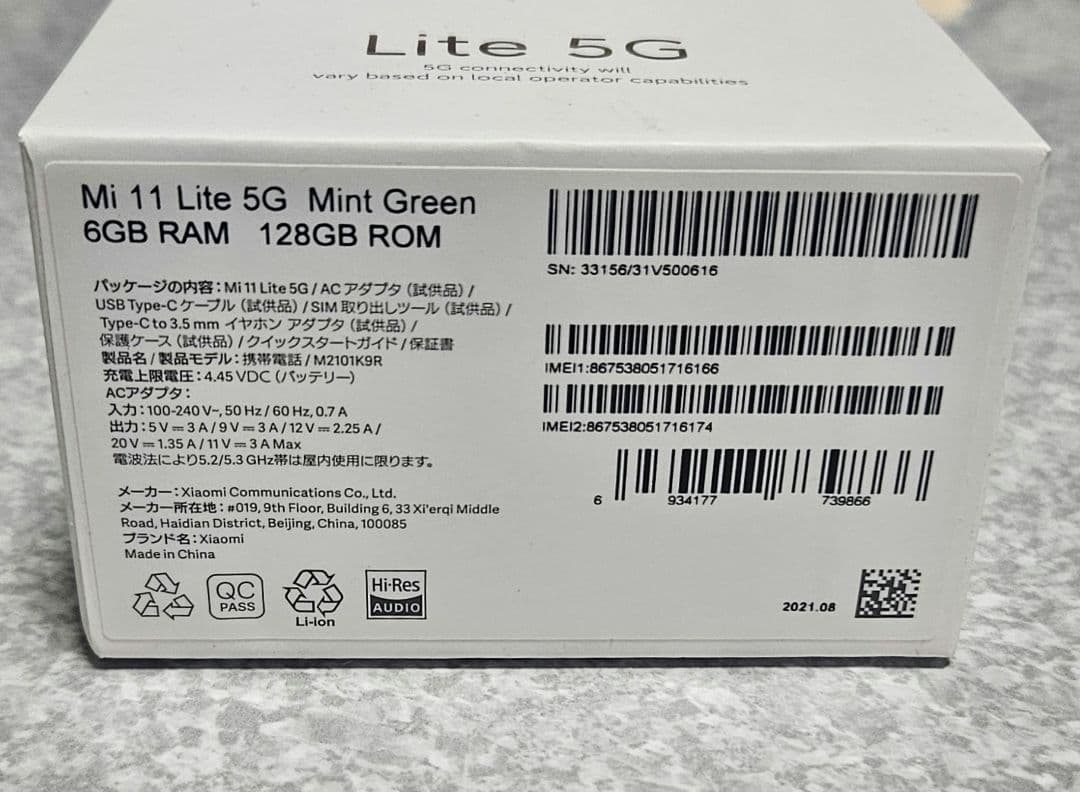 Lite 5G
5G connectivity will
vary based on local operator capabilities
Mi 11 Lite 5G Mint Green
6GB RAM 128GB ROM
パッケージの内容：Mi 11 Lite 5G / AC アダプタ（試供品）/
USB Type-C ケーブル（試供品）/ SIM 取り出しツール（試供品）/
Type-C to 3.5 mm イヤホン アダプタ（試供品）/
保護ケース（試供品）/ クイックスタートガイド / 保証書
製品名 / 製品モデル：携帯電話 / M2101K9R
充電上限電圧：4.45 VDC（バッテリー）
ACアダプタ：
入力：100-240 V~, 50 Hz / 60 Hz, 0.7 A
出力：5 V⎓3 A / 9 V⎓3 A / 12 V⎓2.25 A /
20 V⎓1.35 A / 11 V⎓3 A Max
電波法により5.2/5.3 GHz帯は屋内使用に限ります。
メーカー：Xiaomi Communications Co., Ltd.
メーカー所在地：#019, 9th Floor, Building 6, 33 Xi'erqi Middle
Road, Haidian District, Beijing, China, 100085
ブランド名：Xiaomi
Made in China
QC
PASS
Li-ion
Hi-Res
AUDIO
SN: 33156/31V500616
IMEI1:867538051716166
IMEI2:867538051716174
6 934177 739866
2021.08